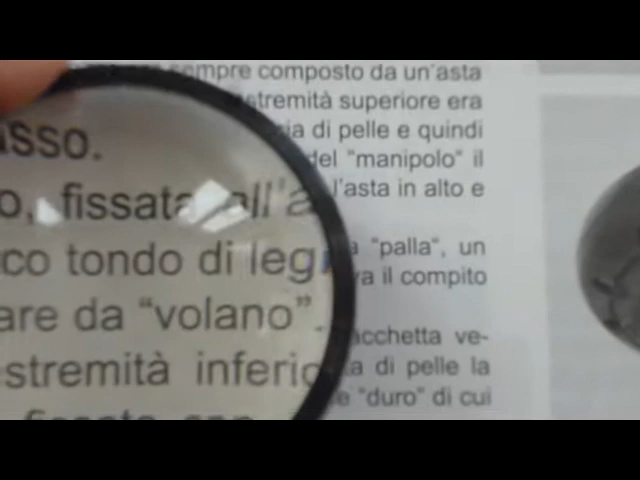 sempre composto da un'asta
estremità superiore era
di pelle e quindi
del "manipolo" il
l'asta in alto e
"palla", un
il compito
acchetta ve-
di pelle la
"duro" di cui
asso.
o, fissata all'a
co tondo di leg
are da "volano".
stremità inferio